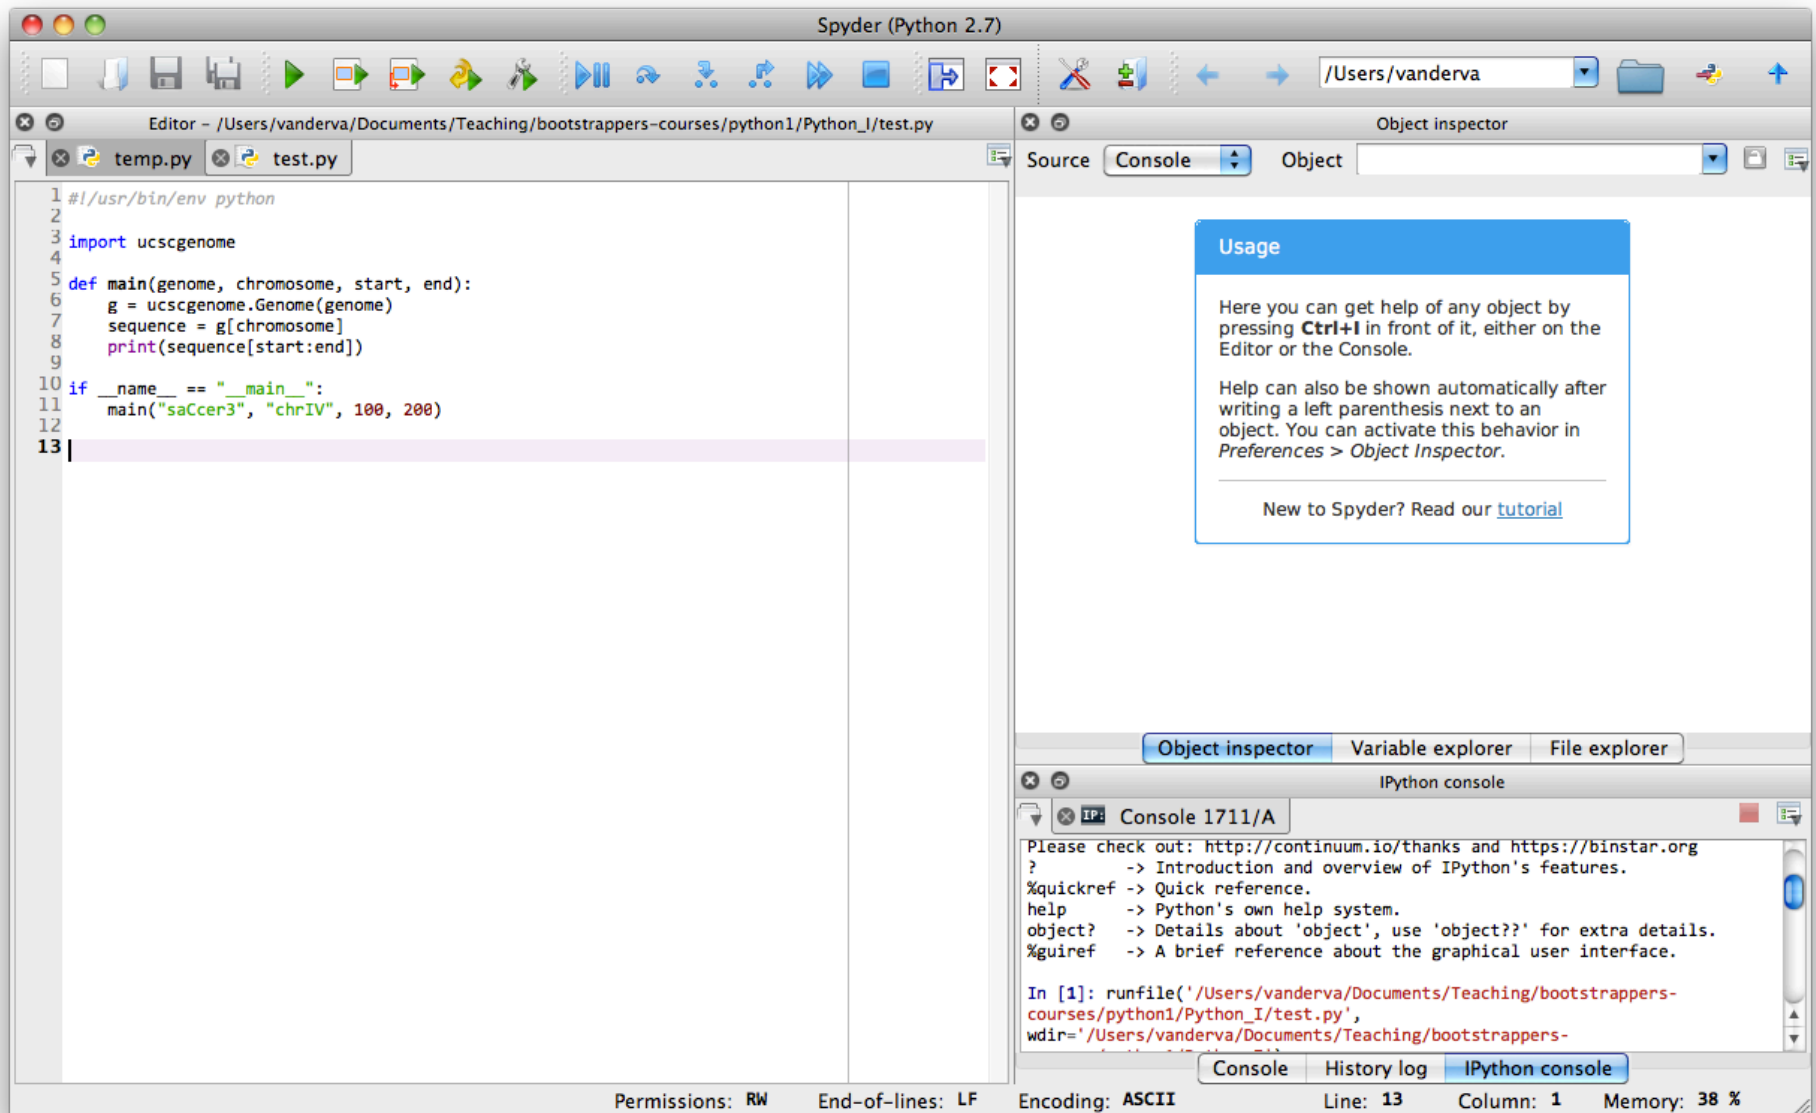 Spyder (Python 2.7)
/Users/vanderva
Editor – /Users/vanderva/Documents/Teaching/bootstrappers-courses/python1/Python_I/test.py
temp.py
test.py
1 #!/usr/bin/env python
2
3 import ucscgenome
4
5 def main(genome, chromosome, start, end):
6     g = ucscgenome.Genome(genome)
7     sequence = g[chromosome]
8     print(sequence[start:end])
9
10 if __name__ == "__main__":
11     main("saCcer3", "chrIV", 100, 200)
12
13
Object inspector
Source Console Object
Usage
Here you can get help of any object by
pressing Ctrl+I in front of it, either on the
Editor or the Console.
Help can also be shown automatically after
writing a left parenthesis next to an
object. You can activate this behavior in
Preferences > Object Inspector.
New to Spyder? Read our tutorial
Object inspector Variable explorer File explorer
IPython console
IP: Console 1711/A
Please check out: http://continuum.io/thanks and https://binstar.org
?         -> Introduction and overview of IPython's features.
%quickref -> Quick reference.
help      -> Python's own help system.
object?   -> Details about 'object', use 'object??' for extra details.
%guiref   -> A brief reference about the graphical user interface.
In [1]: runfile('/Users/vanderva/Documents/Teaching/bootstrappers-
courses/python1/Python_I/test.py',
wdir='/Users/vanderva/Documents/Teaching/bootstrappers-
Console History log IPython console
Permissions: RW End-of-lines: LF Encoding: ASCII Line: 13 Column: 1 Memory: 38 %